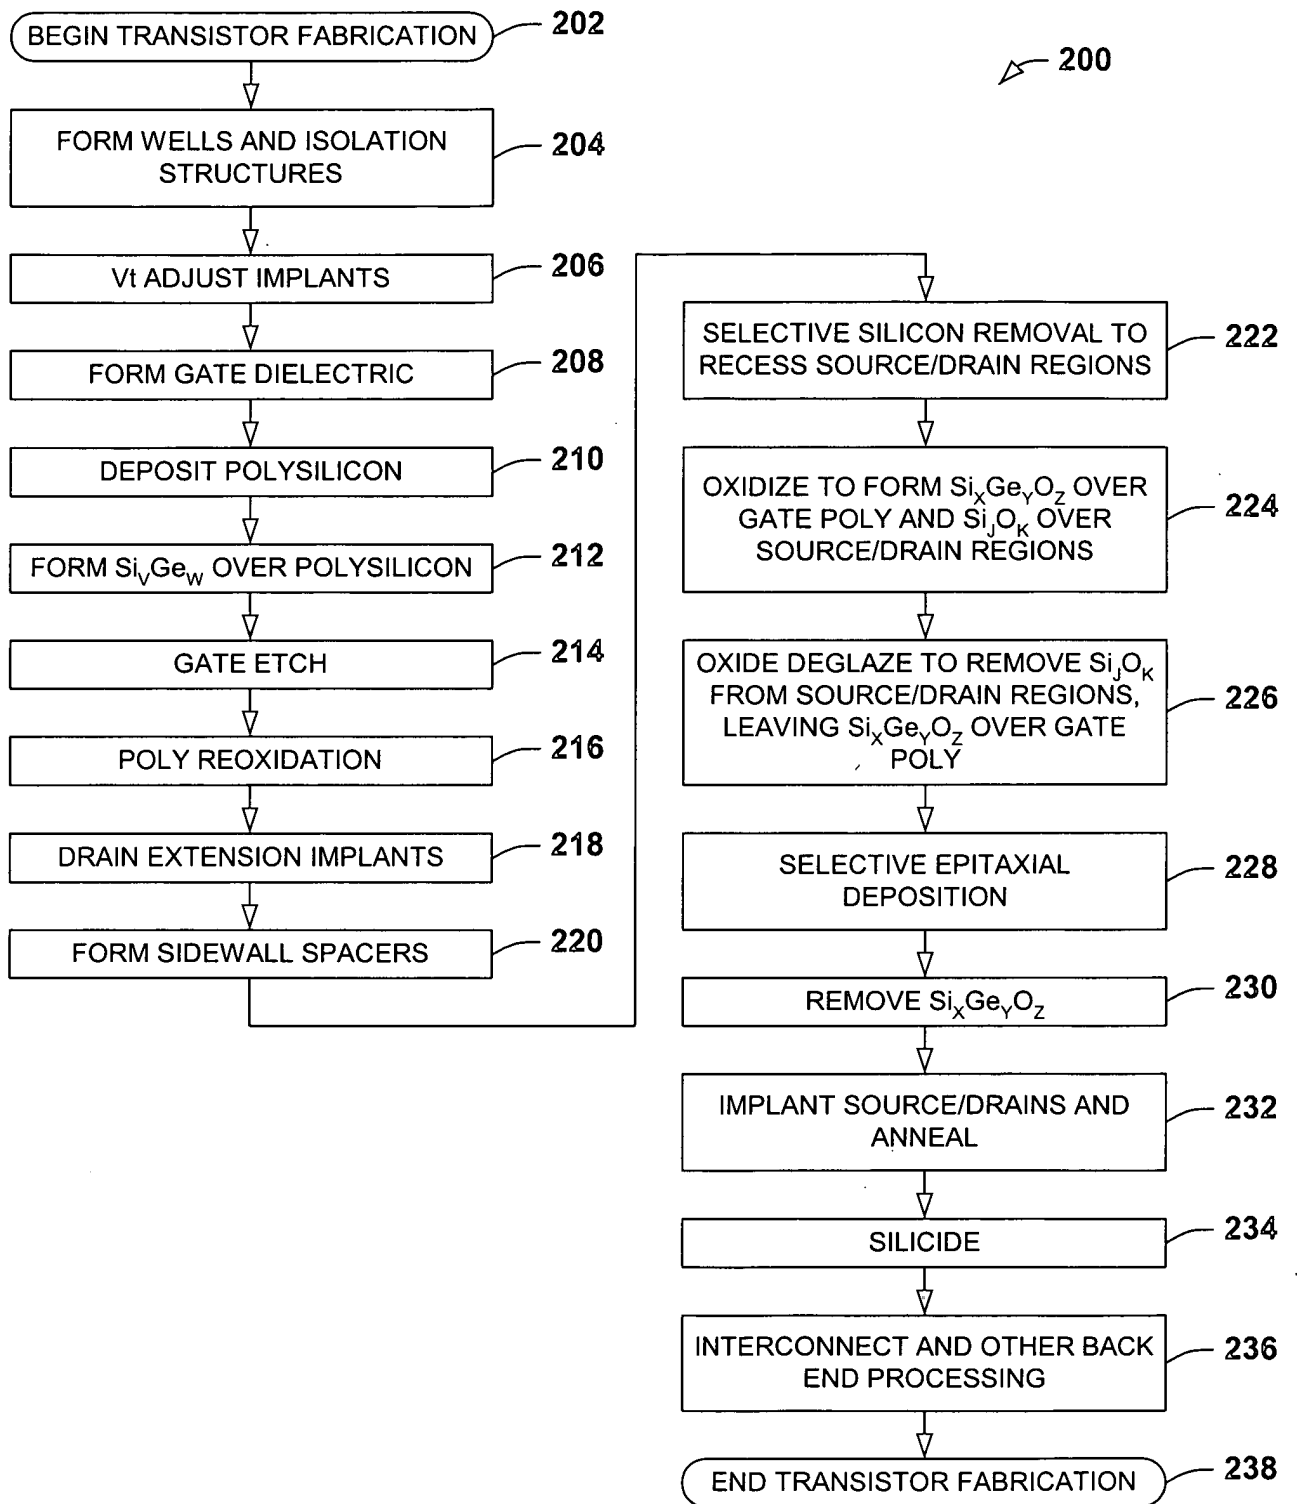 BEGIN TRANSISTOR FABRICATION
202
200
FORM WELLS AND ISOLATION
STRUCTURES
204
Vt ADJUST IMPLANTS
206
FORM GATE DIELECTRIC
208
DEPOSIT POLYSILICON
210
FORM SiVGeW OVER POLYSILICON
212
GATE ETCH
214
POLY REOXIDATION
216
DRAIN EXTENSION IMPLANTS
218
FORM SIDEWALL SPACERS
220
SELECTIVE SILICON REMOVAL TO
RECESS SOURCE/DRAIN REGIONS
222
OXIDIZE TO FORM SiXGeYOZ OVER
GATE POLY AND SiJOK OVER
SOURCE/DRAIN REGIONS
224
OXIDE DEGLAZE TO REMOVE SiJOK
FROM SOURCE/DRAIN REGIONS,
LEAVING SiXGeYOZ OVER GATE
POLY
226
SELECTIVE EPITAXIAL
DEPOSITION
228
REMOVE SiXGeYOZ
230
IMPLANT SOURCE/DRAINS AND
ANNEAL
232
SILICIDE
234
INTERCONNECT AND OTHER BACK
END PROCESSING
236
END TRANSISTOR FABRICATION
238